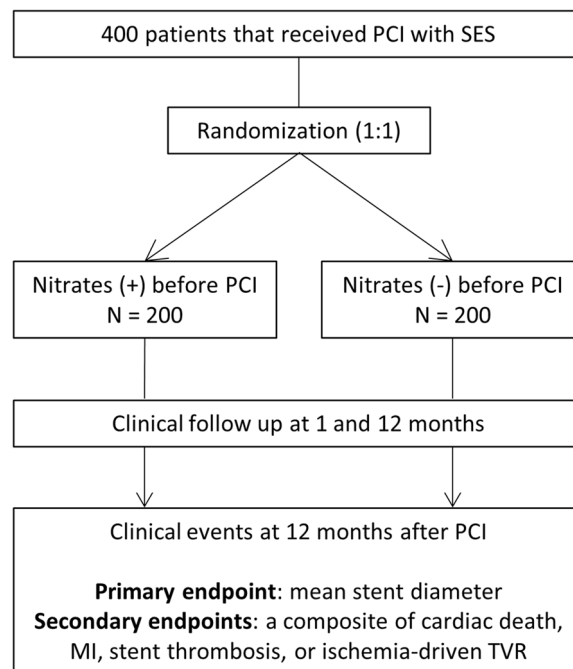 400 patients that received PCI with SES
Randomization (1:1)
Nitrates (+) before PCI
N = 200
Nitrates (-) before PCI
N = 200
Clinical follow up at 1 and 12 months
Clinical events at 12 months after PCI
Primary endpoint: mean stent diameter
Secondary endpoints: a composite of cardiac death,
MI, stent thrombosis, or ischemia-driven TVR